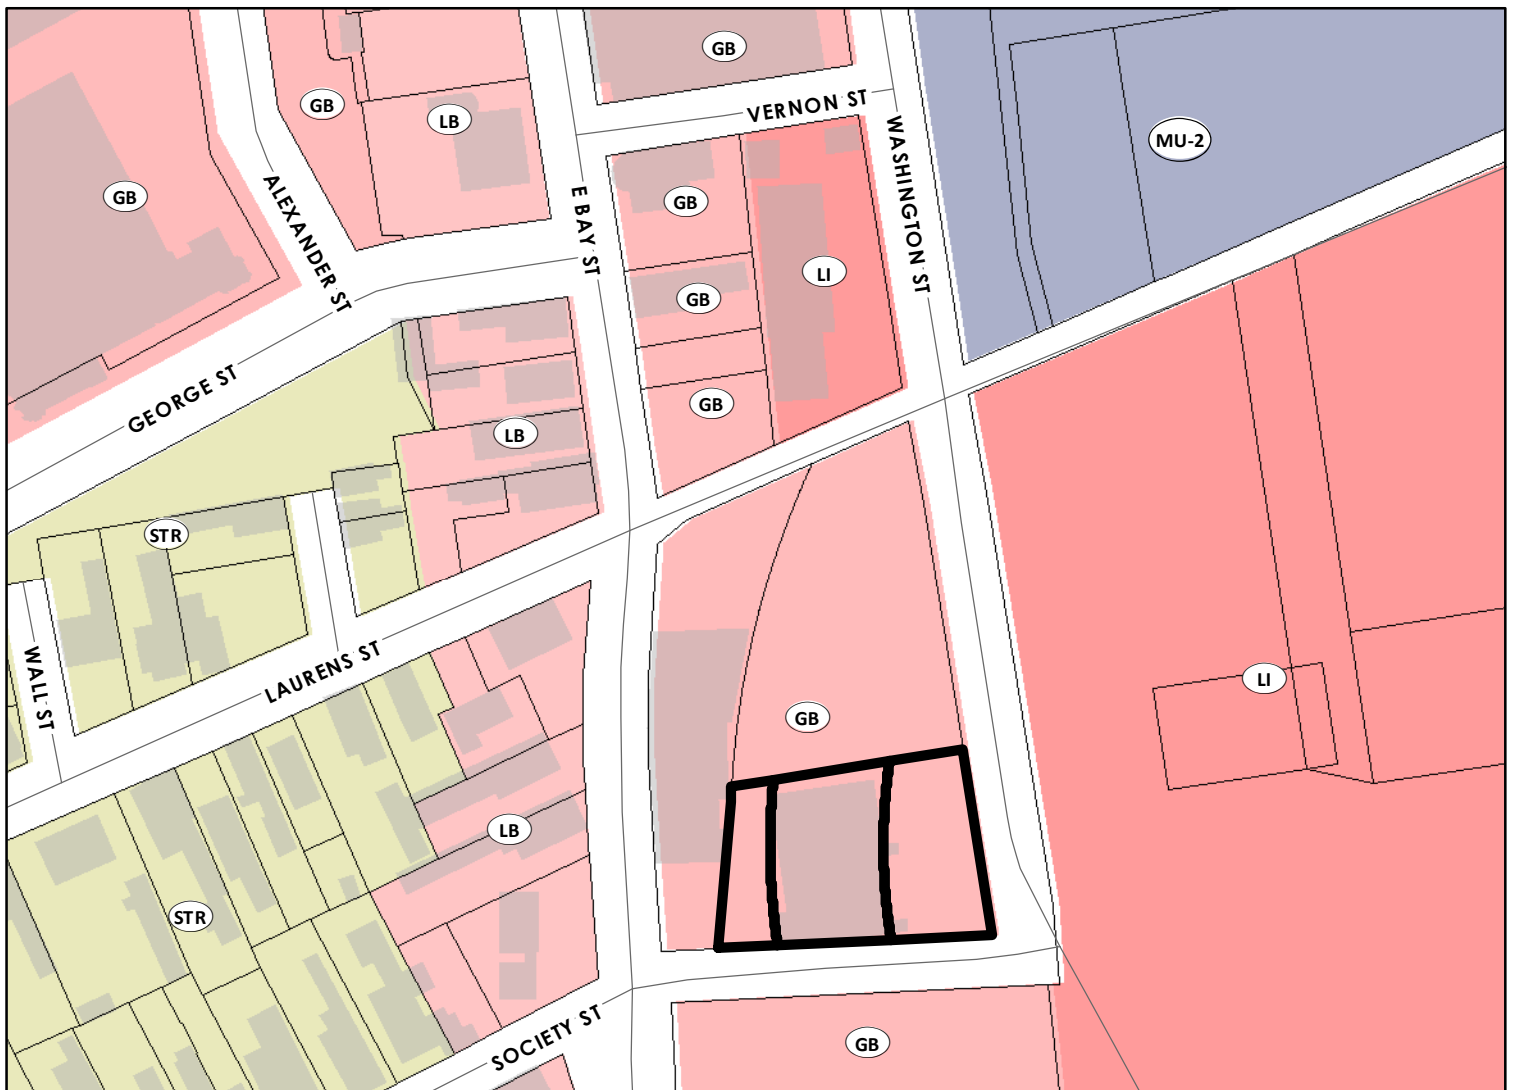 GB
VERNON ST
GB
LB
WASHINGTON ST
MU-2
GB
ALEXANDER ST
E BAY ST
GB
LI
GB
GEORGE ST
GB
LB
STR
WALL ST
LAURENS ST
LI
GB
LB
STR
SOCIETY ST
GB